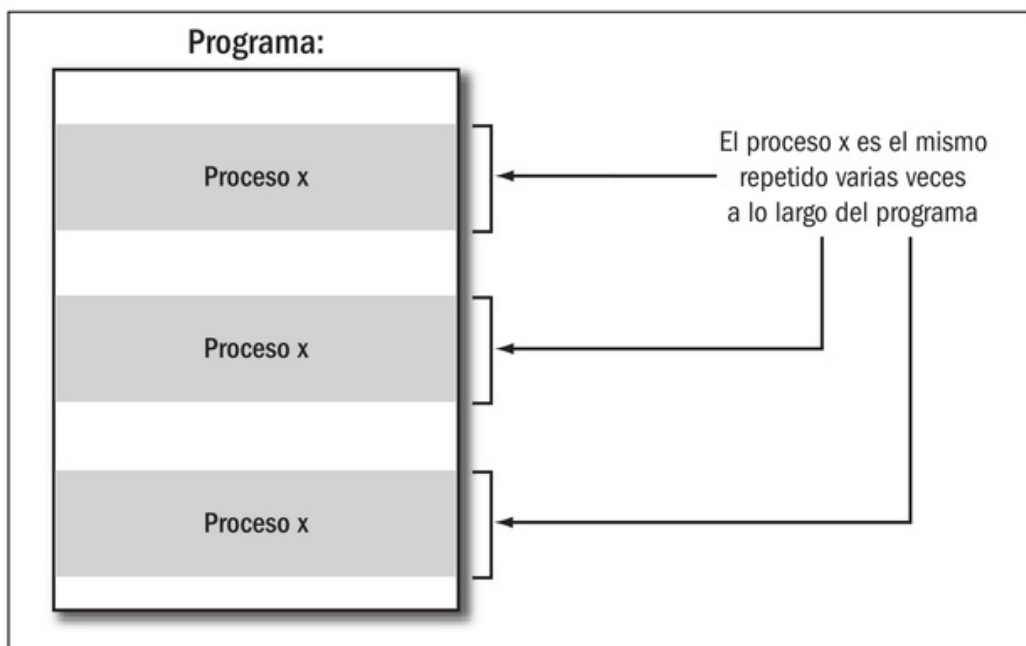 Programa:
Proceso x
El proceso x es el mismo
repetido varias veces
a lo largo del programa
Proceso x
Proceso x